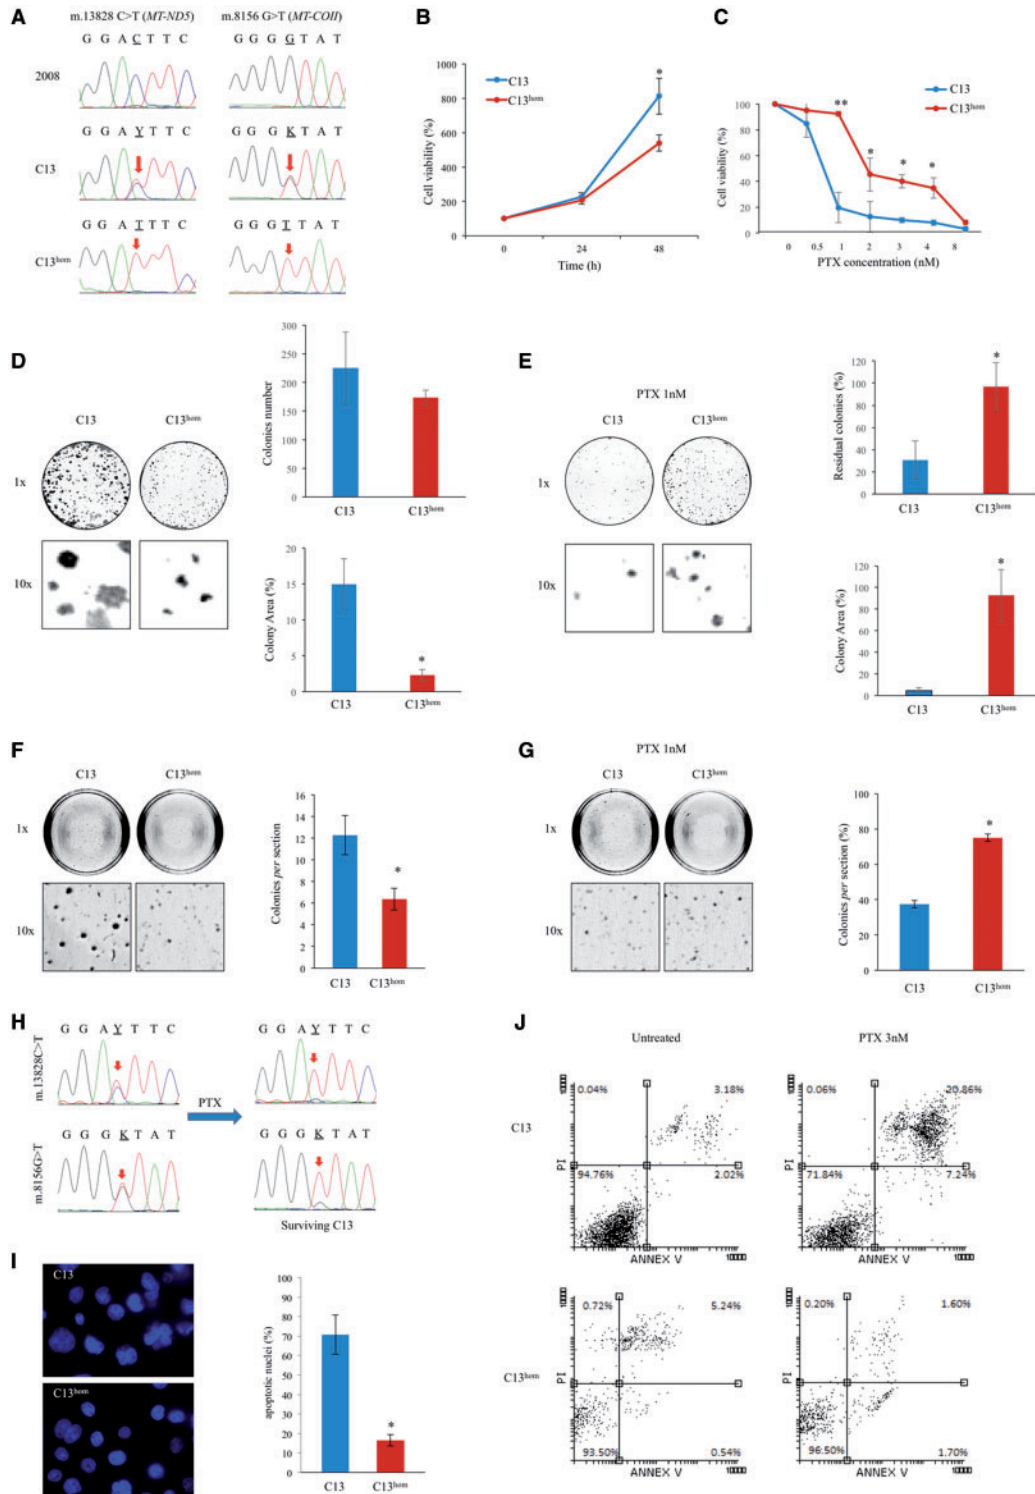 A
m.13828 C>T (MT-ND5)
m.8156 G>T (MT-COII)
G G A C T T C
G G G G T A T
2008
G G A Y T T C
G G G K T A T
C13
G G A T T T C
G G G T T A T
C13hom
B
C13
C13hom
*
Cell viability (%)
1000
800
600
400
200
0
0
24
48
Time (h)
C
C13
C13hom
**
*
*
*
Cell viability (%)
100
80
60
40
20
0
0.5
1
2
3
4
8
PTX concentration (nM)
D
C13
C13hom
1x
10x
Colonies number
300
250
200
150
100
50
0
C13
C13hom
Colony Area (%)
20
15
10
5
0
*
C13
C13hom
E
PTX 1nM
C13
C13hom
1x
10x
Residual colonies (%)
120
100
80
60
40
20
0
*
C13
C13hom
Colony Area (%)
120
100
80
60
40
20
0
*
C13
C13hom
F
C13
C13hom
1x
10x
Colonies per section
16
14
12
10
8
6
4
2
0
*
C13
C13hom
G
PTX 1nM
C13
C13hom
1x
10x
Colonies per section (%)
100
80
60
40
20
0
*
C13
C13hom
H
m.13828C>T
G G A Y T T C
PTX
G G A Y T T C
m.8156G>T
G G G K T A T
G G G K T A T
Surviving C13
I
C13
C13hom
apoptotic nuclei (%)
100
90
80
70
60
50
40
30
20
10
0
*
C13
C13hom
J
Untreated
PTX 3nM
C13
0.04%
3.18%
94.76%
2.02%
PI
ANNEX V
10000
0.06%
20.86%
71.84%
7.24%
PI
ANNEX V
10000
C13hom
0.72%
5.24%
93.50%
0.54%
PI
ANNEX V
10000
0.20%
1.60%
96.50%
1.70%
PI
ANNEX V
10000